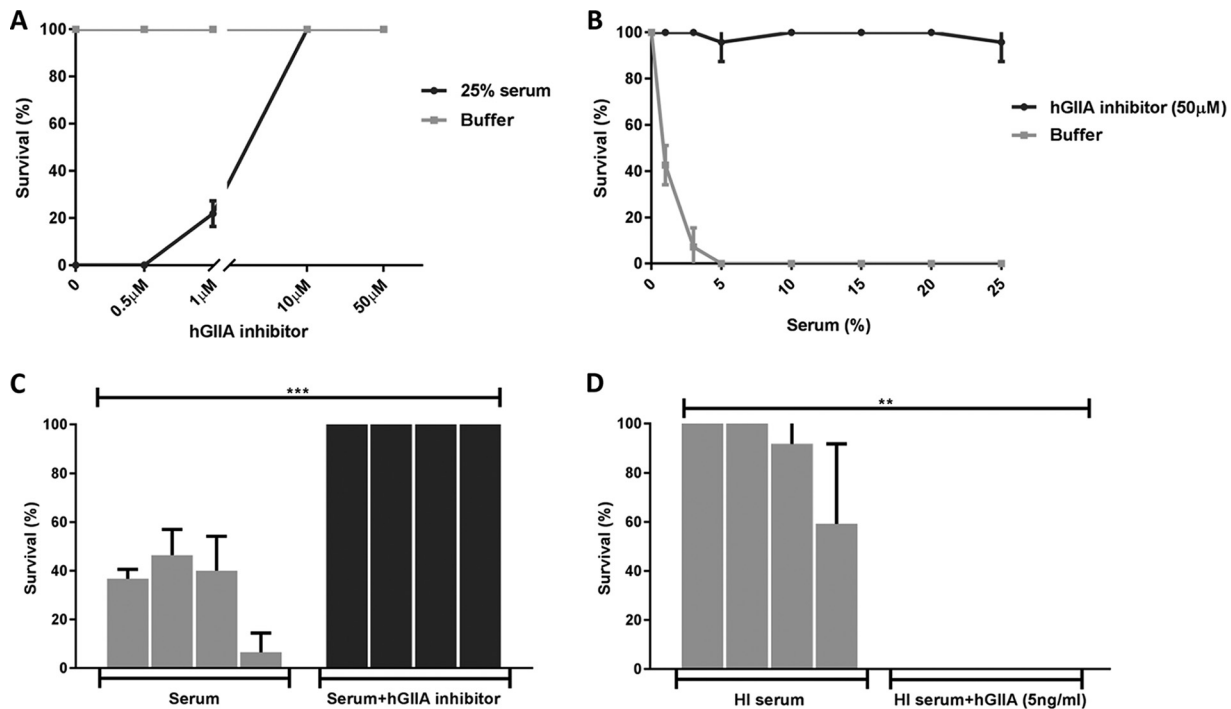 A
100
80
60
40
20
0
Survival (%)
0
0.5μM
1μM
10μM
50μM
hGIIA inhibitor
25% serum
Buffer
B
100
80
60
40
20
0
Survival (%)
0
5
10
15
20
25
Serum (%)
hGIIA inhibitor (50μM)
Buffer
C
***
100
80
60
40
20
0
Survival (%)
Serum
Serum+hGIIA inhibitor
D
**
100
80
60
40
20
0
Survival (%)
HI serum
HI serum+hGIIA (5ng/ml)